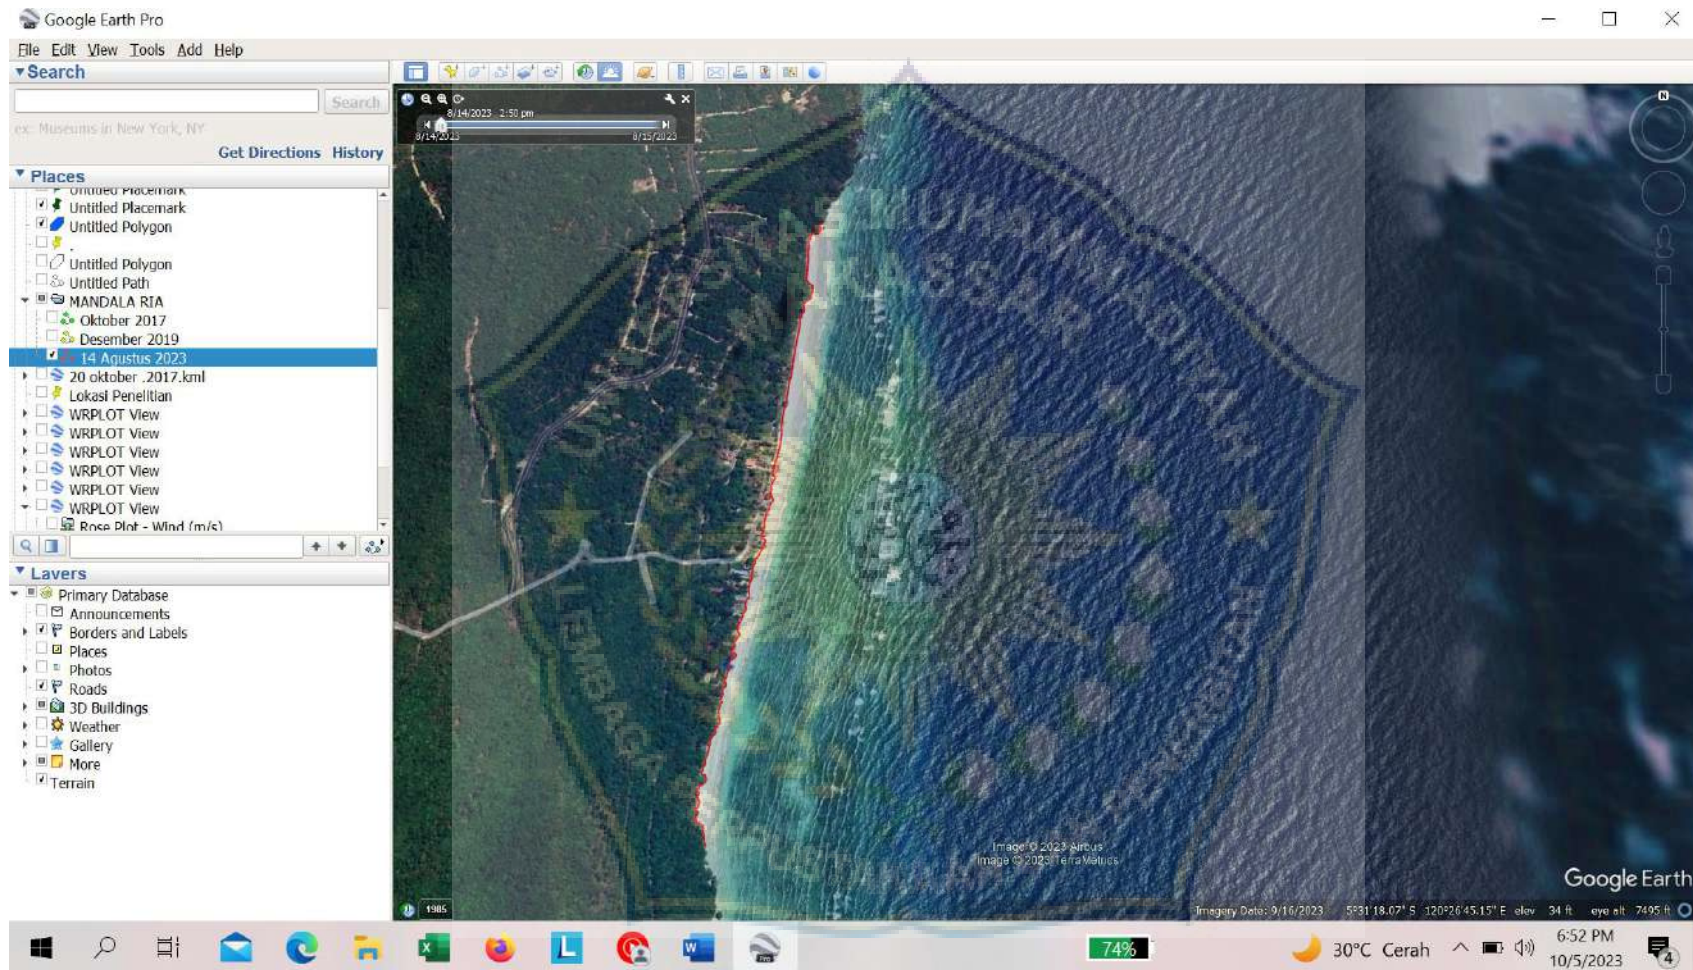 Google Earth Pro
File Edit View Tools Add Help
Search
Search
ex: Museums in New York, NY
Get Directions History
Places
Untitled Placemark
Untitled Placemark
Untitled Polygon
.
Untitled Polygon
Untitled Path
MANDALA RIA
Oktober 2017
Desember 2019
14 Agustus 2023
20 oktober .2017.kml
Lokasi Penelitian
WRPLOT View
WRPLOT View
WRPLOT View
WRPLOT View
WRPLOT View
WRPLOT View
Rose Plot - Wind (m/s)
Layers
Primary Database
Announcements
Borders and Labels
Places
Photos
Roads
3D Buildings
Weather
Gallery
More
Terrain
8/14/2023 2:50 pm
8/14/2023 8/15/2023
N
MUHAMMADIYAH
MAKASSAR
LEMBAGA
Image © 2023 Airbus
Image © 2023 TerraMetrics
Google Earth
1985
Imagery Date: 9/16/2023 5°31'18.07" S 120°26'45.15" E elev 34 ft eye alt 7495 ft
74%
30°C Cerah
6:52 PM
10/5/2023
4